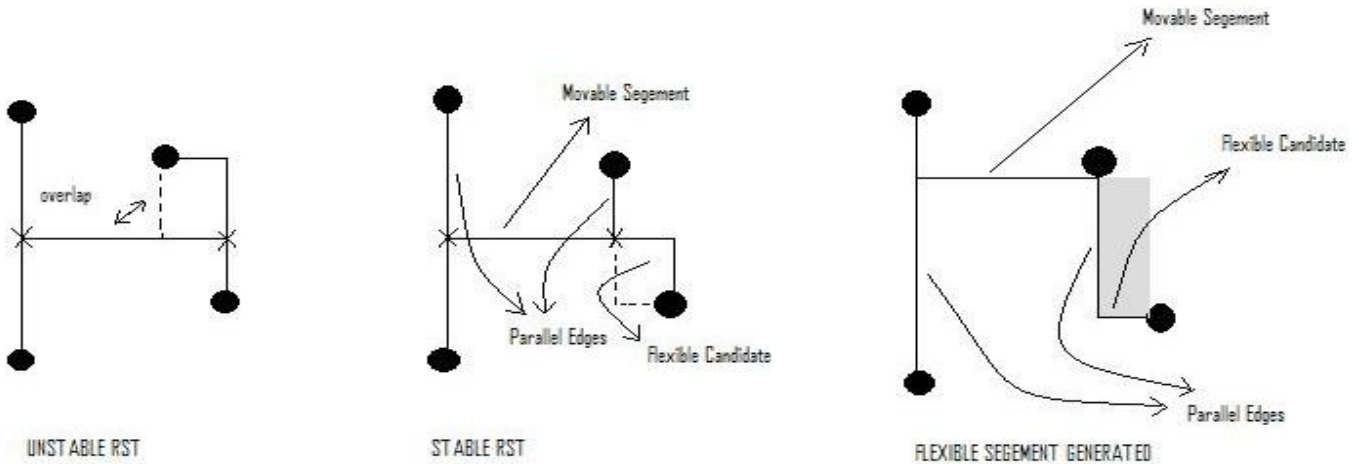 overlap
UNSTABLE RST
Movable Segement
Parallel Edges
Flexible Candidate
STABLE RST
Movable Segement
Flexible Candidate
Parallel Edges
FLEXIBLE SEGEMENT GENERATED